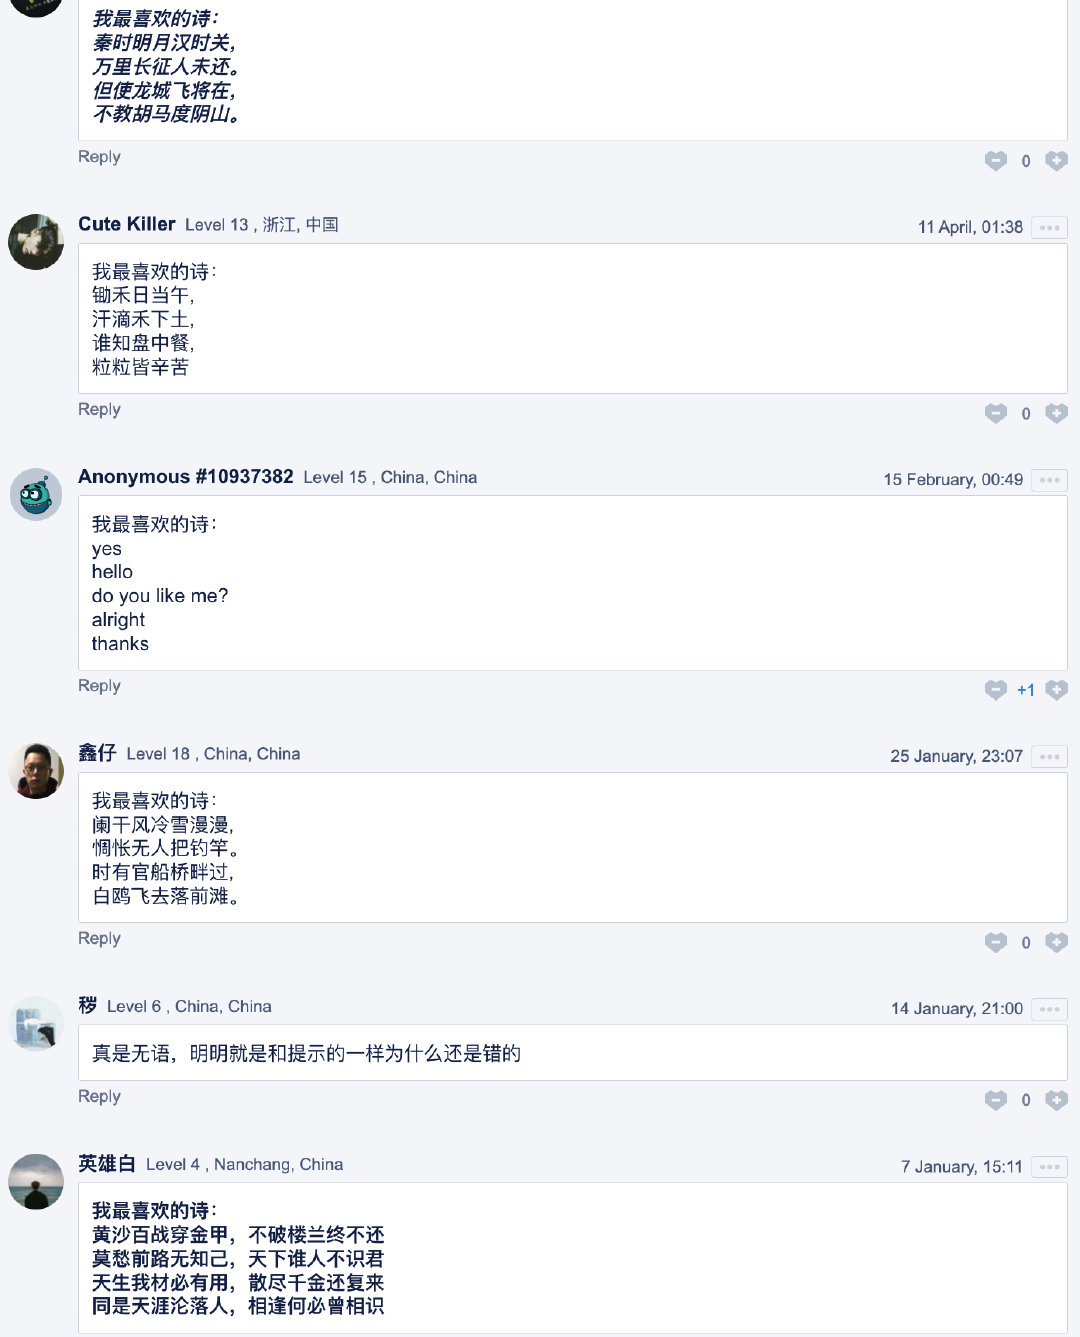 我最喜欢的诗：
秦时明月汉时关，
万里长征人未还。
但使龙城飞将在，
不教胡马度阴山。
Reply
0
Cute Killer Level 13 , 浙江, 中国
11 April, 01:38
我最喜欢的诗：
锄禾日当午,
汗滴禾下土,
谁知盘中餐,
粒粒皆辛苦
Reply
0
Anonymous #10937382 Level 15 , China, China
15 February, 00:49
我最喜欢的诗：
yes
hello
do you like me?
alright
thanks
Reply
+1
鑫仔 Level 18 , China, China
25 January, 23:07
我最喜欢的诗：
阑干风冷雪漫漫,
惆怅无人把钓竿。
时有官船桥畔过,
白鸥飞去落前滩。
Reply
0
秽 Level 6 , China, China
14 January, 21:00
真是无语，明明就是和提示的一样为什么还是错的
Reply
0
英雄白 Level 4 , Nanchang, China
7 January, 15:11
我最喜欢的诗：
黄沙百战穿金甲，不破楼兰终不还
莫愁前路无知己，天下谁人不识君
天生我材必有用，散尽千金还复来
同是天涯沦落人，相逢何必曾相识